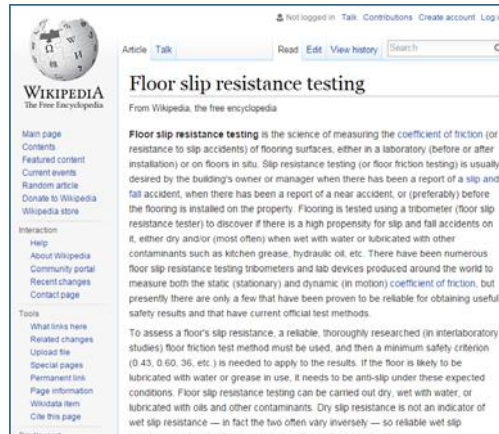 Not logged in Talk Contributions Create account Log i
Article Talk Read Edit View history Search
WIKIPEDIA
The Free Encyclopedia
Floor slip resistance testing
From Wikipedia, the free encyclopedia
Main page
Contents
Featured content
Current events
Random article
Donate to Wikipedia
Wikipedia store
Interaction
Help
About Wikipedia
Community portal
Recent changes
Contact page
Tools
What links here
Related changes
Upload file
Special pages
Permanent link
Page information
Wikidata item
Cite this page
Floor slip resistance testing is the science of measuring the coefficient of friction (or
resistance to slip accidents) of flooring surfaces, either in a laboratory (before or after
installation) or on floors in situ. Slip resistance testing (or floor friction testing) is usually
desired by the building's owner or manager when there has been a report of a slip and
fall accident, when there has been a report of a near accident, or (preferably) before
the flooring is installed on the property. Flooring is tested using a tribometer (floor slip
resistance tester) to discover if there is a high propensity for slip and fall accidents on
it, either dry and/or (most often) when wet with water or lubricated with other
contaminants such as kitchen grease, hydraulic oil, etc. There have been numerous
floor slip resistance testing tribometers and lab devices produced around the world to
measure both the static (stationary) and dynamic (in motion) coefficient of friction, but
presently there are only a few that have been proven to be reliable for obtaining useful
safety results and that have current official test methods.
To assess a floor's slip resistance, a reliable, thoroughly researched (in interlaboratory
studies) floor friction test method must be used, and then a minimum safety criterion
(0.43, 0.60, 36, etc.) is needed to apply to the results. If the floor is likely to be
lubricated with water or grease in use, it needs to be anti-slip under these expected
conditions. Floor slip resistance testing can be carried out dry, wet with water, or
lubricated with oils and other contaminants. Dry slip resistance is not an indicator of
wet slip resistance — in fact the two often vary inversely — so reliable wet slip